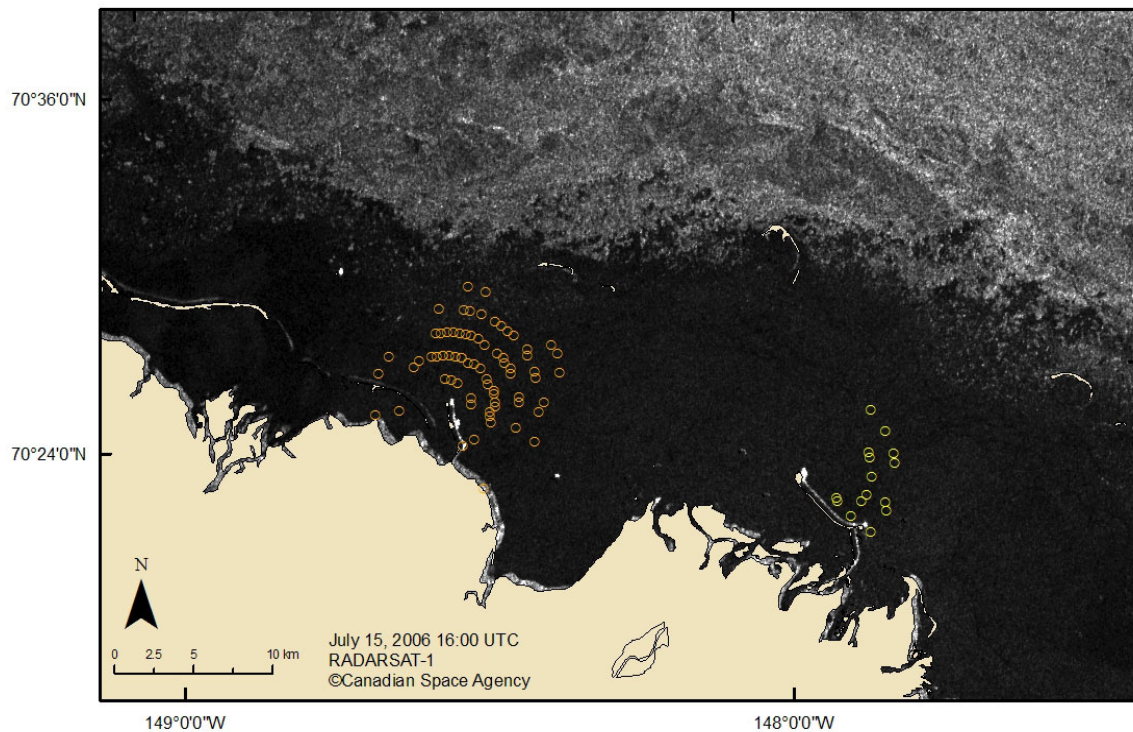 70°36'0"N
70°24'0"N
N
July 15, 2006 16:00 UTC
RADARSAT-1
©Canadian Space Agency
0 2.5 5 10 km
149°0'0"W 148°0'0"W